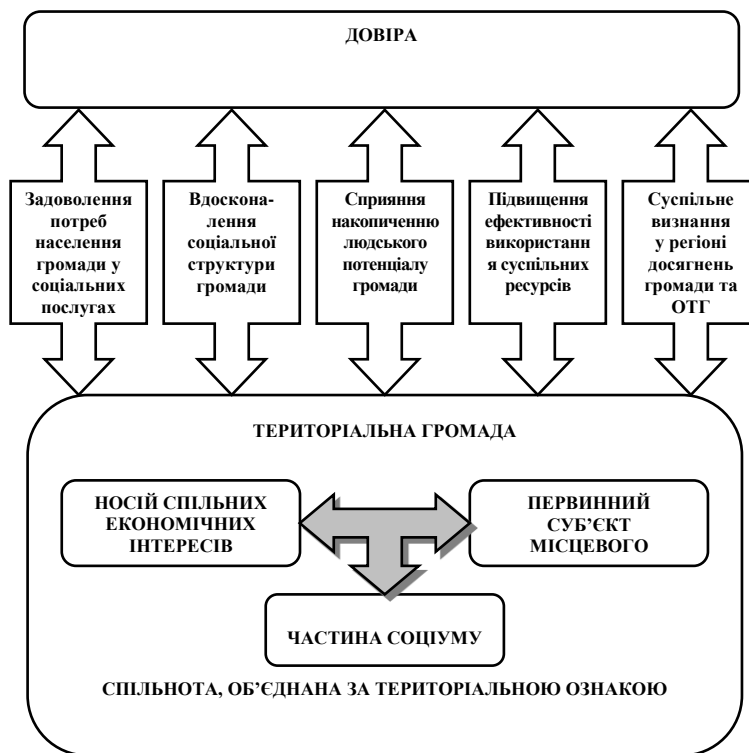 ДОВІРА
Задоволення
потреб
населення
громади у
соціальних
послугах
Вдоскона-
лення
соціальної
структури
громади
Сприяння
накопиченню
людського
потенціалу
громади
Підвищення
ефективності
використанн
я суспільних
ресурсів
Суспільне
визнання
у регіоні
досягнень
громади та
ОТГ
ТЕРИТОРІАЛЬНА ГРОМАДА
НОСІЙ СПІЛЬНИХ
ЕКОНОМІЧНИХ
ІНТЕРЕСІВ
ПЕРВИННИЙ
СУБ’ЄКТ
МІСЦЕВОГО
ЧАСТИНА СОЦІУМУ
СПІЛЬНОТА, ОБ’ЄДНАНА ЗА ТЕРИТОРІАЛЬНОЮ ОЗНАКОЮ